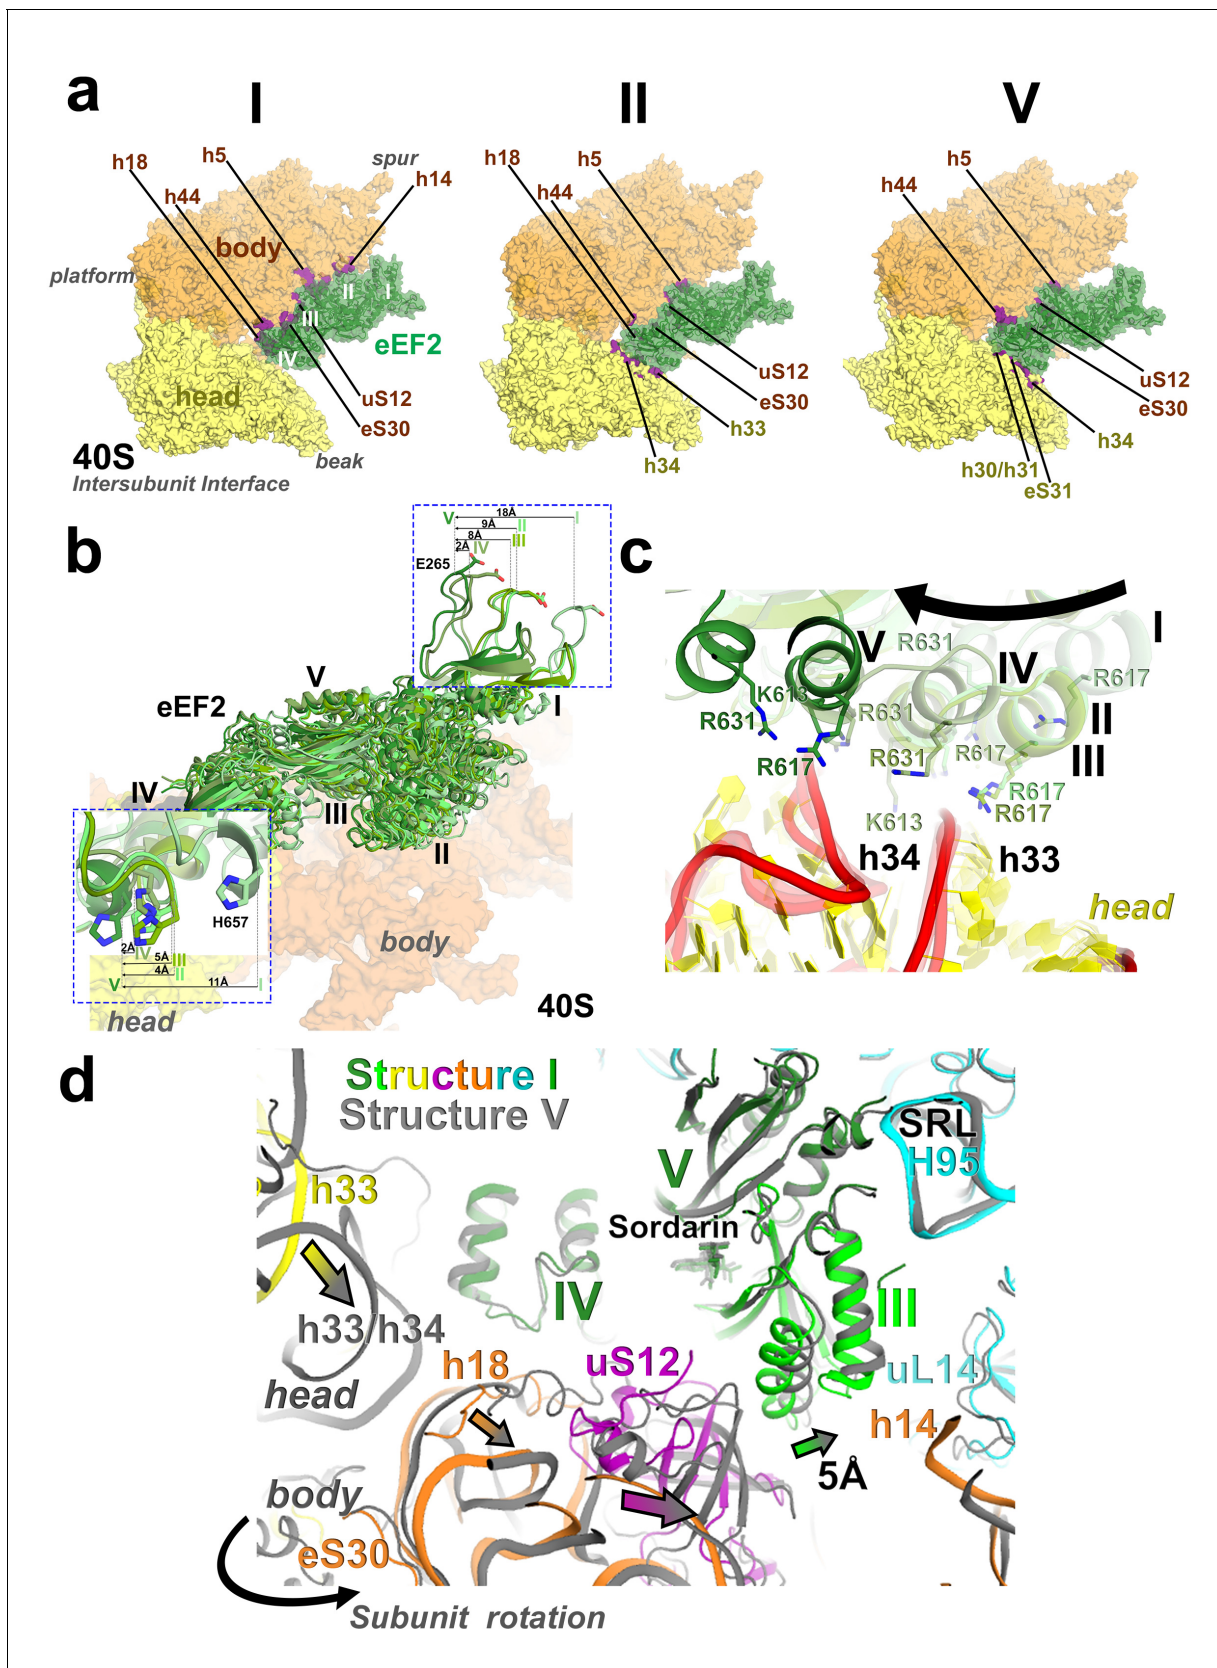 a
I
II
V
h18
h5
spur
h14
h44
body
platform
II
I
III
IV
eEF2
head
uS12
eS30
40S
beak
Intersubunit Interface
h18
h5
h44
uS12
eS30
h33
h34
h5
h44
uS12
eS30
h34
h30/h31
eS31
b
18Å
V
I
9Å
II
8Å
III
2Å
IV
E265
V
eEF2
I
IV
III
II
H657
2Å
IV
5Å
III
4Å
II
V
11Å
I
body
head
40S
c
I
V
R631
IV
R617
K613
R631
R631
II
R631
R617
III
R617
R617
R617
K613
h34
h33
head
d
Structure I
Structure V
SRL
H95
V
h33
Sordarin
IV
III
h33/h34
h18
uS12
uL14
head
h14
5Å
body
eS30
Subunit rotation